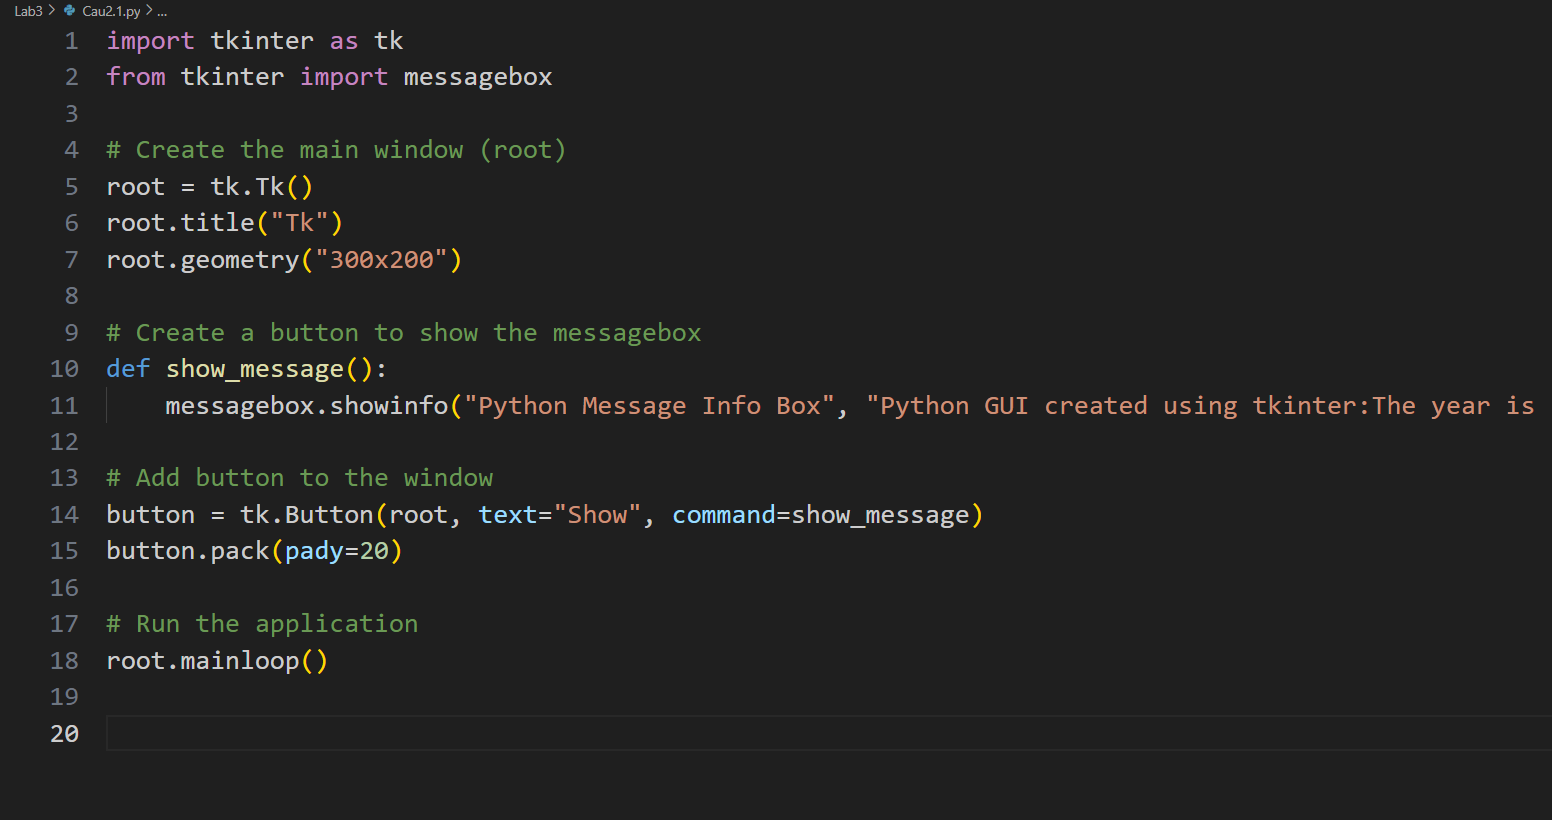 Lab3 > Cau2.1.py > ...
1 import tkinter as tk
2 from tkinter import messagebox
3
4 # Create the main window (root)
5 root = tk.Tk()
6 root.title("Tk")
7 root.geometry("300x200")
8
9 # Create a button to show the messagebox
10 def show_message():
11     messagebox.showinfo("Python Message Info Box", "Python GUI created using tkinter:The year is
12
13 # Add button to the window
14 button = tk.Button(root, text="Show", command=show_message)
15 button.pack(pady=20)
16
17 # Run the application
18 root.mainloop()
19
20